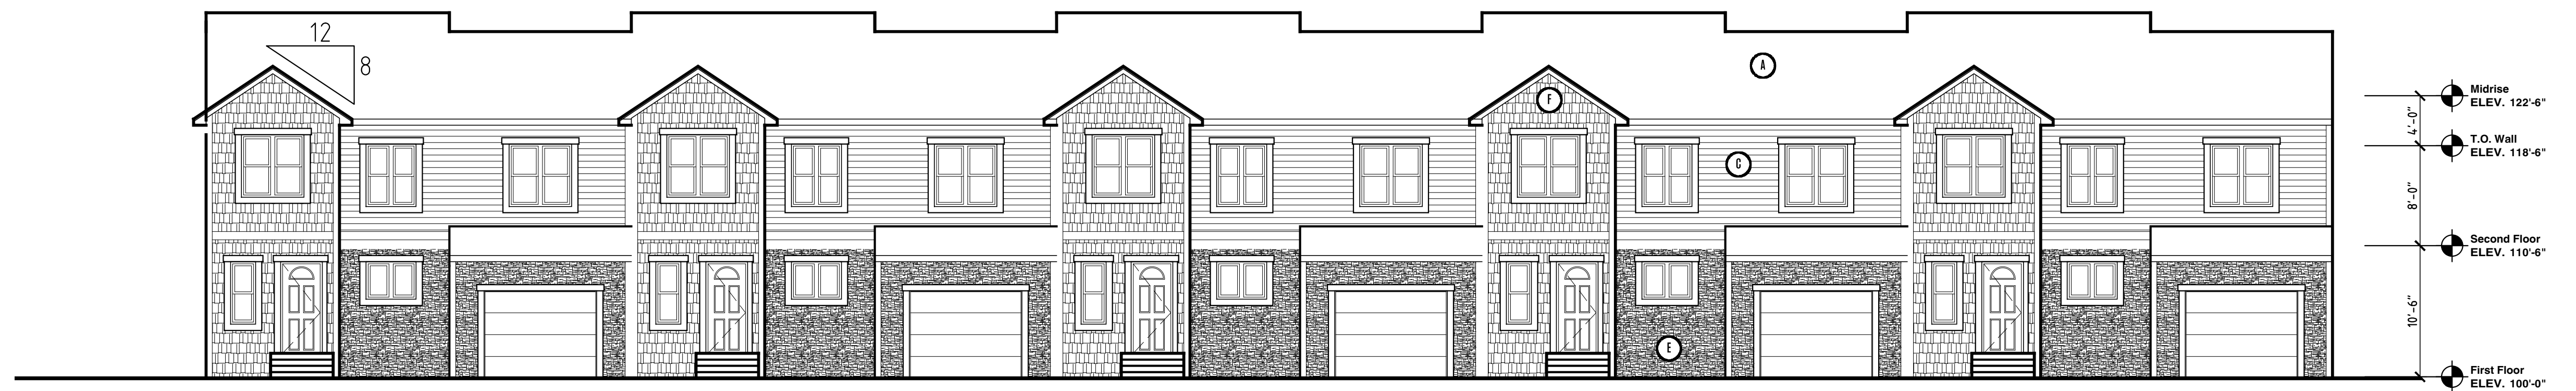 12
8
A
F
C
E
Midrise
ELEV. 122'-6"
4'-0"
T.O. Wall
ELEV. 118'-6"
8'-0"
Second Floor
ELEV. 110'-6"
10'-6"
First Floor
ELEV. 100'-0"